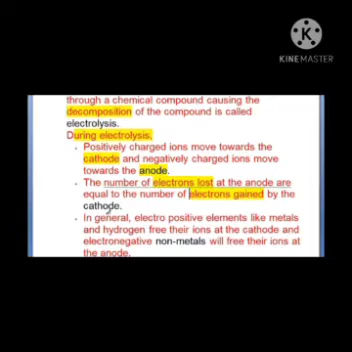 K
KINEMASTER
through a chemical compound causing the
decomposition of the compound is called
electrolysis.
During electrolysis,
Positively charged ions move towards the
cathode and negatively charged ions move
towards the anode.
The number of electrons lost at the anode are
equal to the number of electrons gained by the
cathode.
In general, electro positive elements like metals
and hydrogen free their ions at the cathode and
electronegative non-metals will free their ions at
the anode.